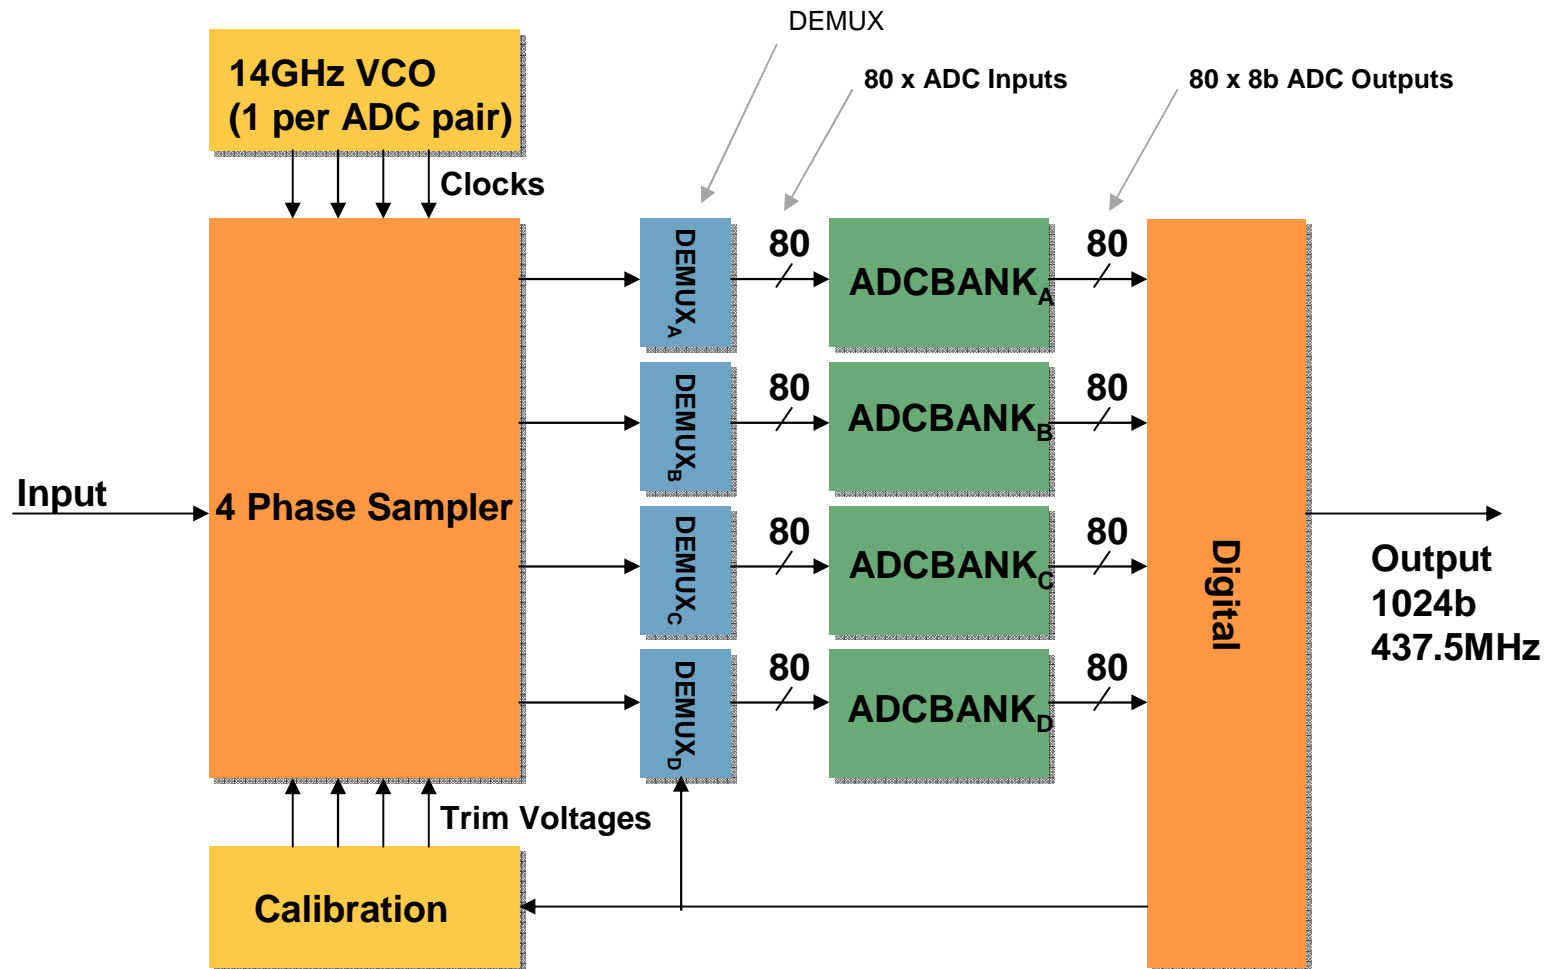 DEMUX
14GHz VCO
(1 per ADC pair)
80 x ADC Inputs
80 x 8b ADC Outputs
Clocks
DEMUXA
80
ADCBANKA
80
DEMUXB
80
ADCBANKB
80
Input
4 Phase Sampler
DEMUXC
80
ADCBANKC
80
Digital
Output
1024b
437.5MHz
DEMUXD
80
ADCBANKD
80
Trim Voltages
Calibration